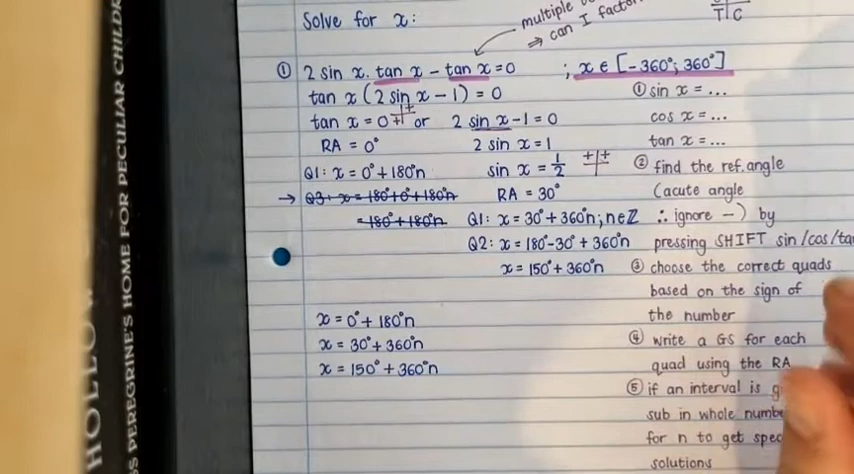 Solve for x:
multiple
⇒ can I factor
T | C
① 2 sin x. tan x - tan x = 0 ; x ∈ [-360°; 360°]
tan x (2 sin x - 1) = 0
tan x = 0 or 2 sin x - 1 = 0
RA = 0° 2 sin x = 1
Q1: x = 0° + 180°n sin x = 1/2
→ Q3: x = 180° + 0° + 180°n RA = 30°
= 180° + 180°n Q1: x = 30° + 360°n; n∈ℤ
Q2: x = 180° - 30° + 360°n
x = 150° + 360°n
x = 0° + 180°n
x = 30° + 360°n
x = 150° + 360°n
① sin x = ...
cos x = ...
tan x = ...
② find the ref. angle
(acute angle
∴ ignore -) by
pressing SHIFT sin/cos/tan
③ choose the correct quads
based on the sign of
the number
④ write a GS for each
quad using the RA
⑤ if an interval is
sub in whole
for n to get
solutions
HOLLOW
PEREGRINE'S HOME FOR PECULIAR CHILDREN